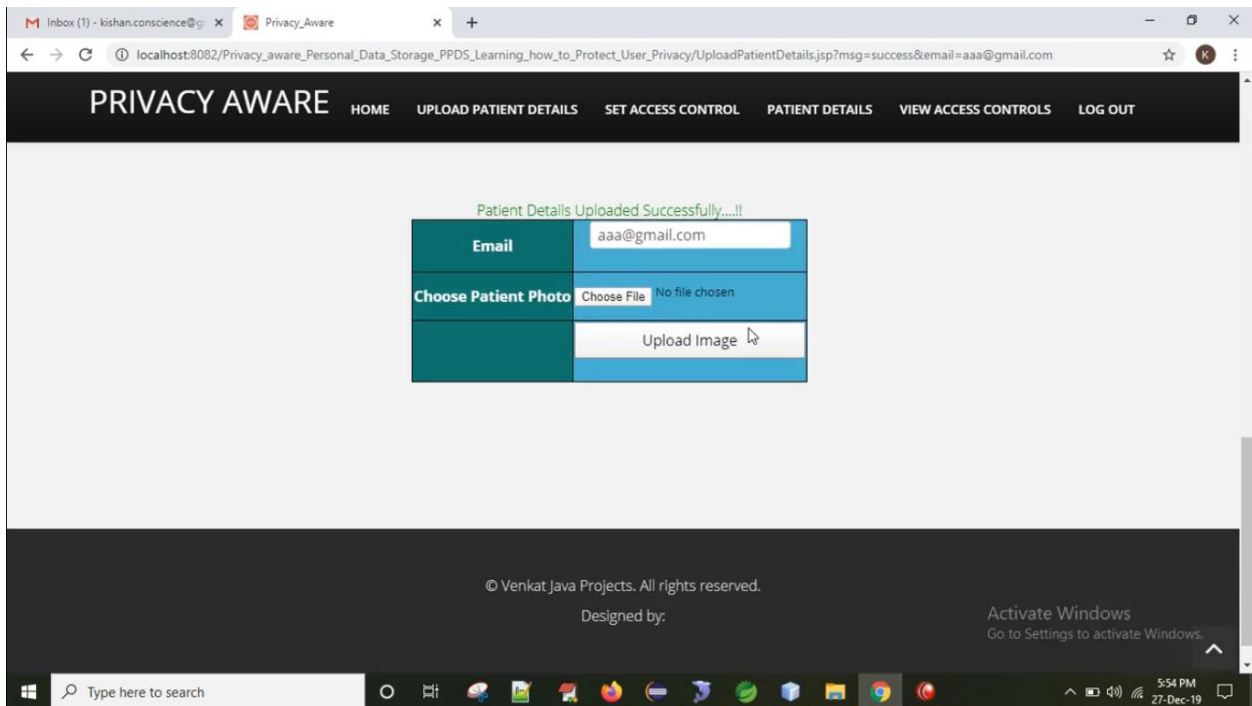 Inbox (1) - kishan.conscience@g
Privacy_Aware
localhost:8082/Privacy_aware_Personal_Data_Storage_PPDS_Learning_how_to_Protect_User_Privacy/UploadPatientDetails.jsp?msg=success&email=aaa@gmail.com
K
PRIVACY AWARE HOME UPLOAD PATIENT DETAILS SET ACCESS CONTROL PATIENT DETAILS VIEW ACCESS CONTROLS LOG OUT
Patient Details Uploaded Successfully....!!
Email aaa@gmail.com
Choose Patient Photo Choose File No file chosen
Upload Image
© Venkat Java Projects. All rights reserved.
Designed by:
Activate Windows
Go to Settings to activate Windows.
Type here to search
5:54 PM
27-Dec-19